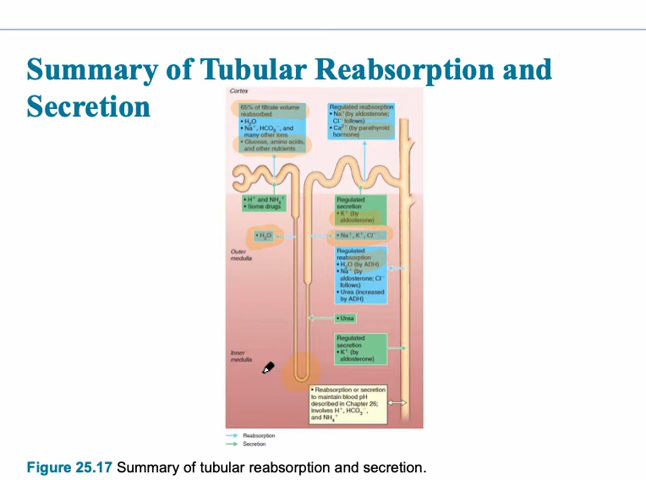 Summary of Tubular Reabsorption and
Secretion
Cortex
65% of filtrate volume
reabsorbed
• H₂O
• Na⁺, HCO₃⁻, and
many other ions
• Glucose, amino acids,
and other nutrients
Regulated reabsorption
• Na⁺ (by aldosterone;
Cl⁻ follows)
• Ca²⁺ (by parathyroid
hormone)
• H⁺ and NH₄⁺
• Some drugs
Regulated
secretion
• K⁺ (by
aldosterone)
• H₂O
• Na⁺, K⁺, Cl⁻
Outer
medulla
Regulated
reabsorption
• H₂O (by ADH)
• Na⁺ (by
aldosterone; Cl⁻
follows)
• Urea (increased
by ADH)
• Urea
Regulated
secretion
• K⁺ (by
aldosterone)
Inner
medulla
• Reabsorption or secretion
to maintain blood pH
described in Chapter 26;
involves H⁺, HCO₃⁻,
and NH₄⁺
Reabsorption
Secretion
Figure 25.17 Summary of tubular reabsorption and secretion.